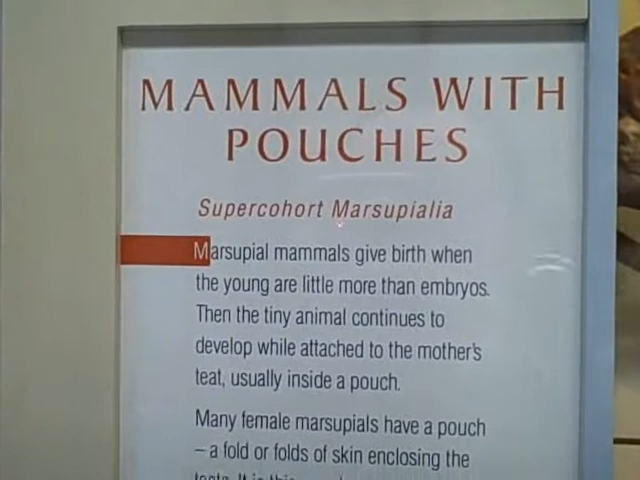 MAMMALS WITH
POUCHES
Supercohort Marsupialia
Marsupial mammals give birth when
the young are little more than embryos.
Then the tiny animal continues to
develop while attached to the mother's
teat, usually inside a pouch.
Many female marsupials have a pouch
– a fold or folds of skin enclosing the